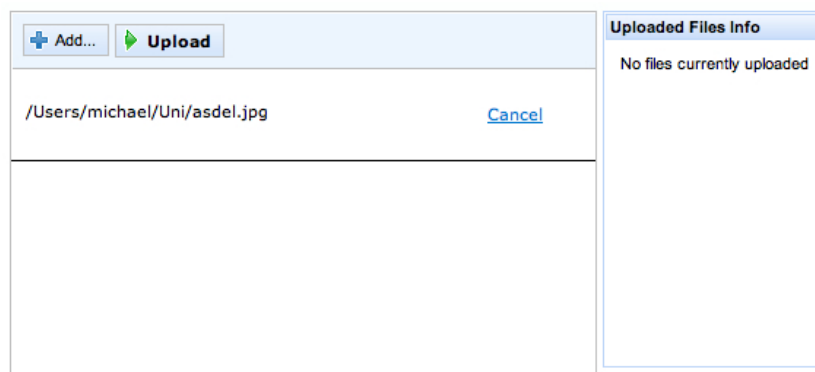 Add...
Upload
/Users/michael/Uni/asdel.jpg
Cancel
Uploaded Files Info
No files currently uploaded